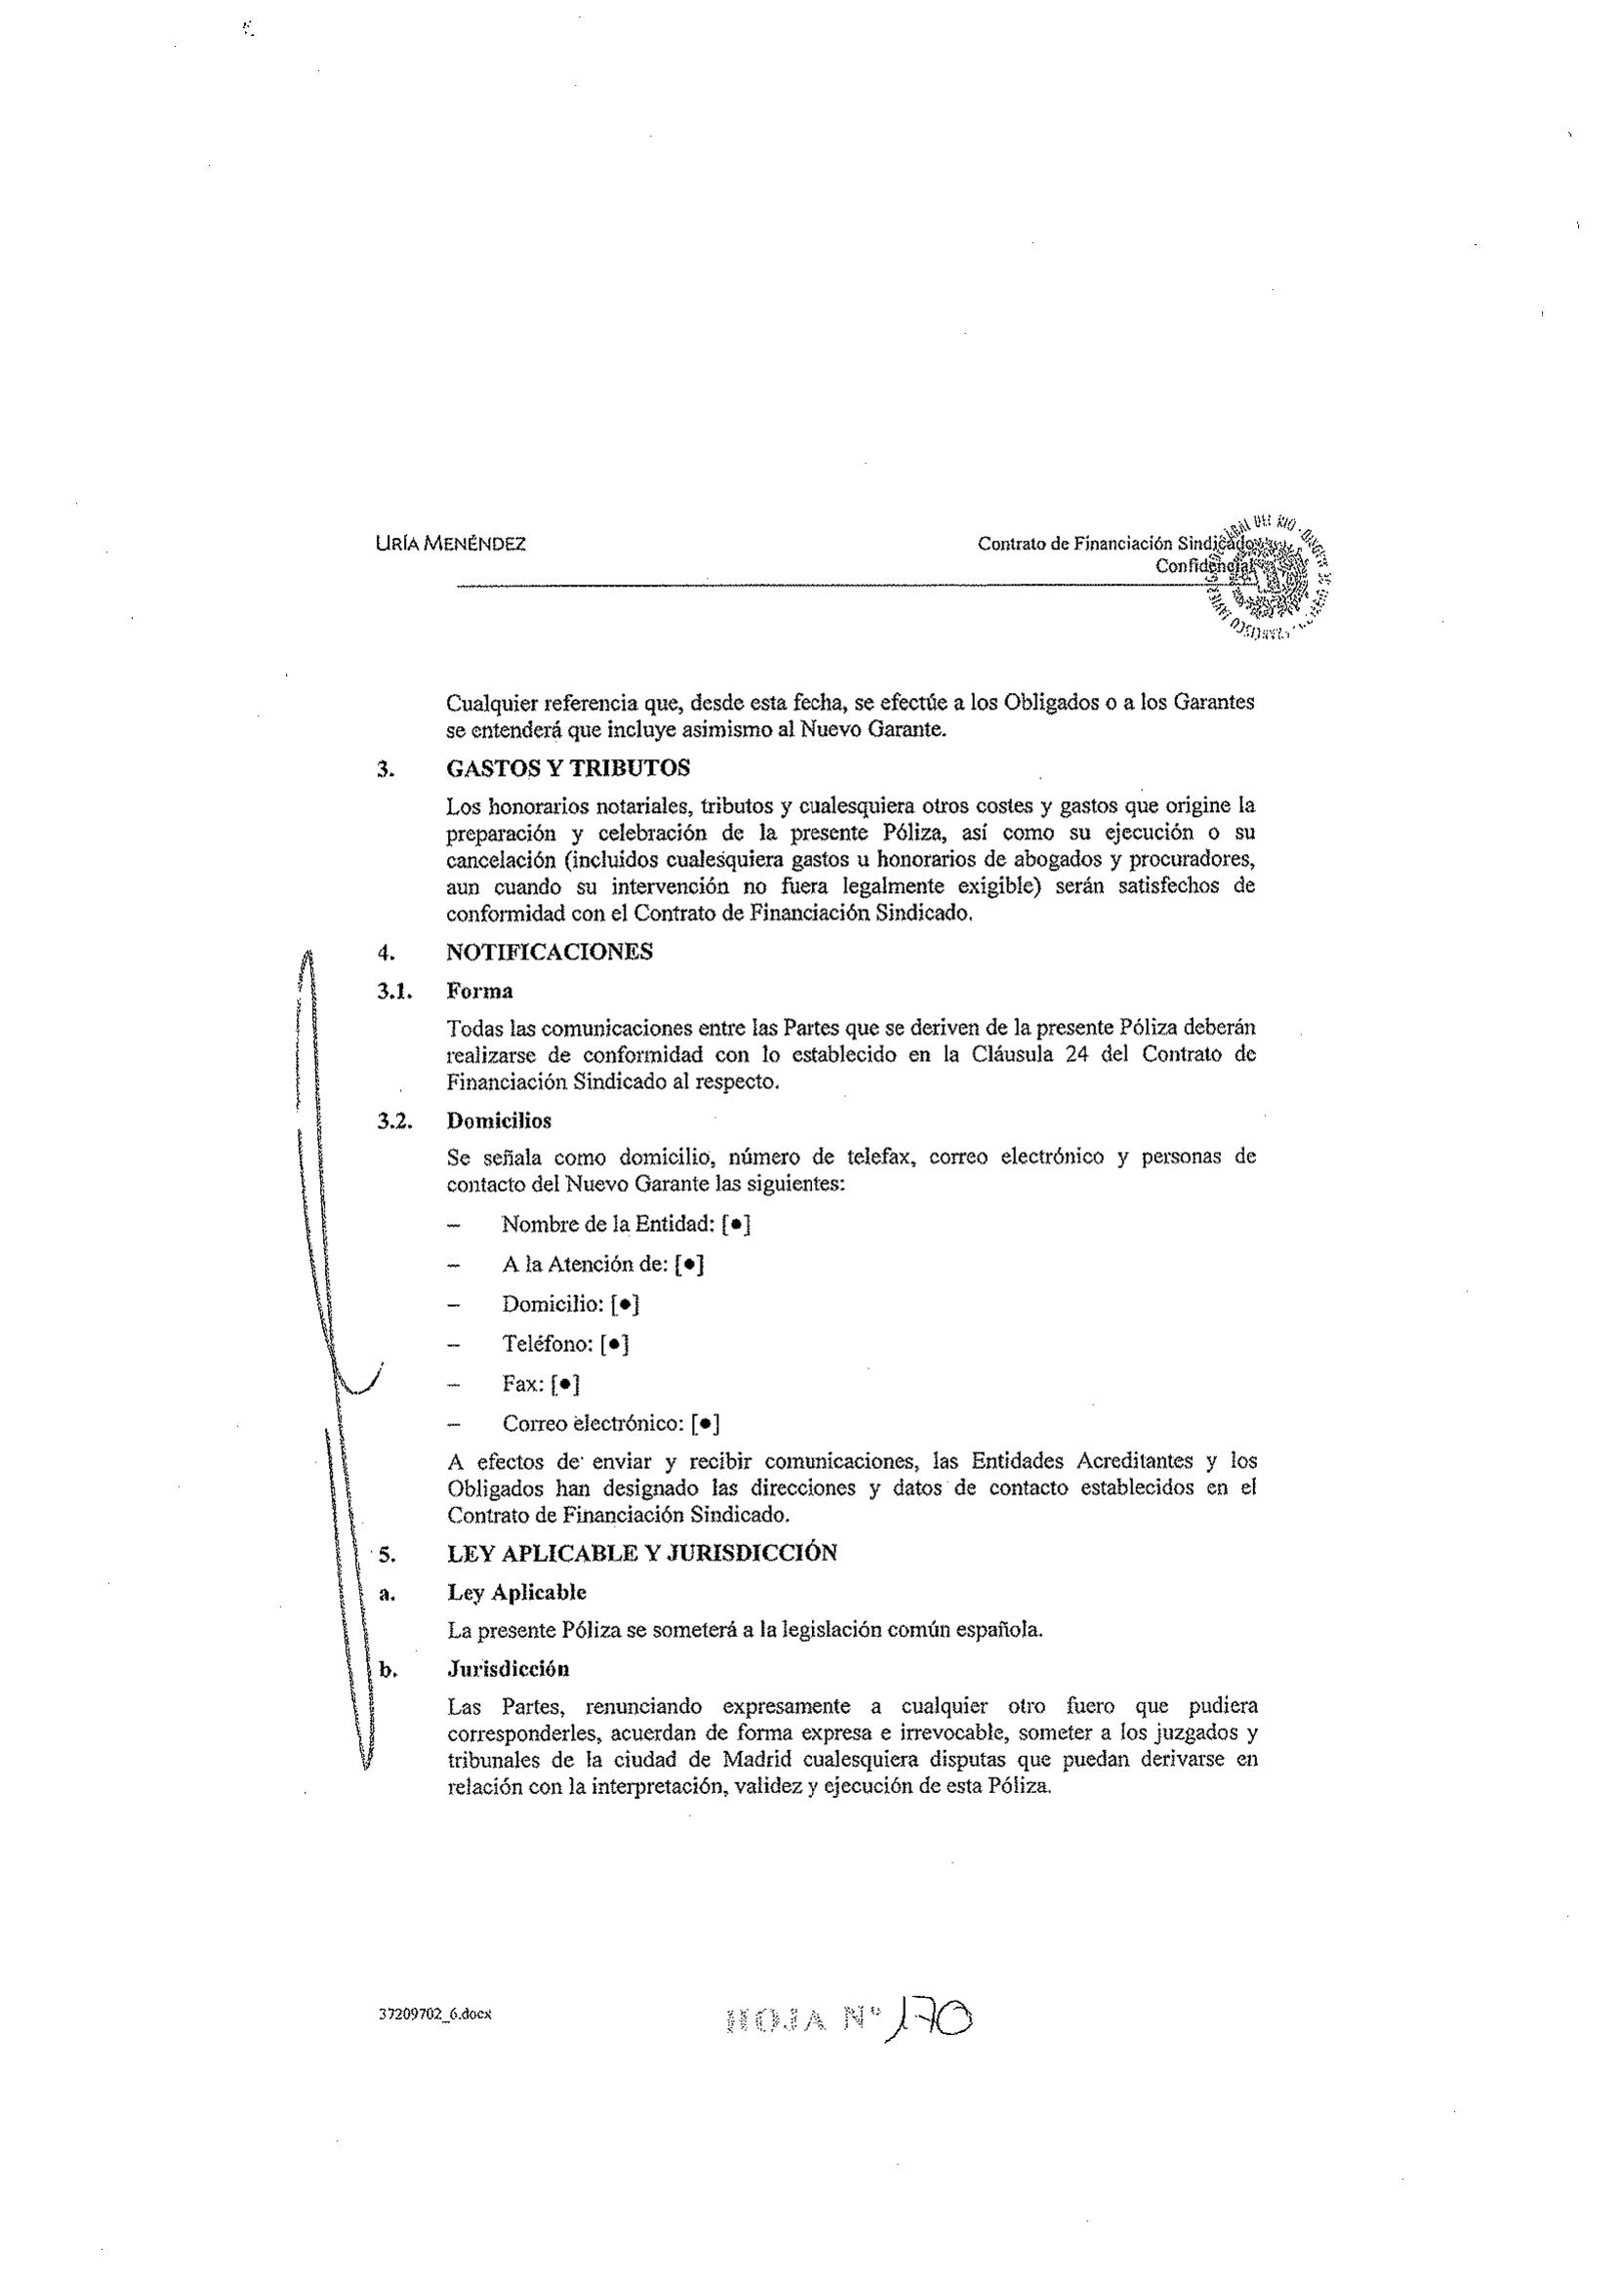 URÍA MENÉNDEZ
Contrato de Financiación Sindicado
Confidencial
Cualquier referencia que, desde esta fecha, se efectúe a los Obligados o a los Garantes
se entenderá que incluye asimismo al Nuevo Garante.
3. GASTOS Y TRIBUTOS
Los honorarios notariales, tributos y cualesquiera otros costes y gastos que origine la
preparación y celebración de la presente Póliza, así como su ejecución o su
cancelación (incluidos cualesquiera gastos u honorarios de abogados y procuradores,
aun cuando su intervención no fuera legalmente exigible) serán satisfechos de
conformidad con el Contrato de Financiación Sindicado.
4. NOTIFICACIONES
3.1. Forma
Todas las comunicaciones entre las Partes que se deriven de la presente Póliza deberán
realizarse de conformidad con lo establecido en la Cláusula 24 del Contrato de
Financiación Sindicado al respecto.
3.2. Domicilios
Se señala como domicilio, número de telefax, correo electrónico y personas de
contacto del Nuevo Garante las siguientes:
– Nombre de la Entidad: [●]
– A la Atención de: [●]
– Domicilio: [●]
– Teléfono: [●]
– Fax: [●]
– Correo electrónico: [●]
A efectos de enviar y recibir comunicaciones, las Entidades Acreditantes y los
Obligados han designado las direcciones y datos de contacto establecidos en el
Contrato de Financiación Sindicado.
5. LEY APLICABLE Y JURISDICCIÓN
a. Ley Aplicable
La presente Póliza se someterá a la legislación común española.
b. Jurisdicción
Las Partes, renunciando expresamente a cualquier otro fuero que pudiera
corresponderles, acuerdan de forma expresa e irrevocable, someter a los juzgados y
tribunales de la ciudad de Madrid cualesquiera disputas que puedan derivarse en
relación con la interpretación, validez y ejecución de esta Póliza.
37209702_6.docx
HOJA Nº 170